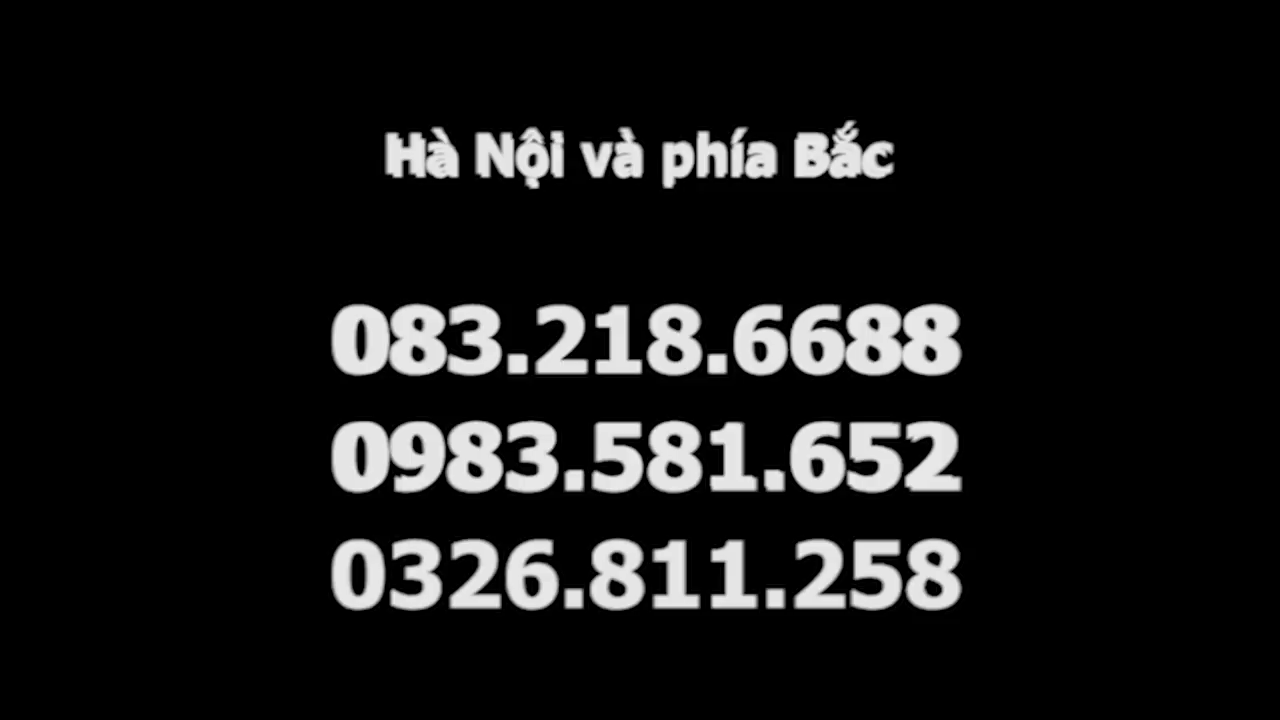 Hà Nội và phía Bắc
083.218.6688
0983.581.652
0326.811.258